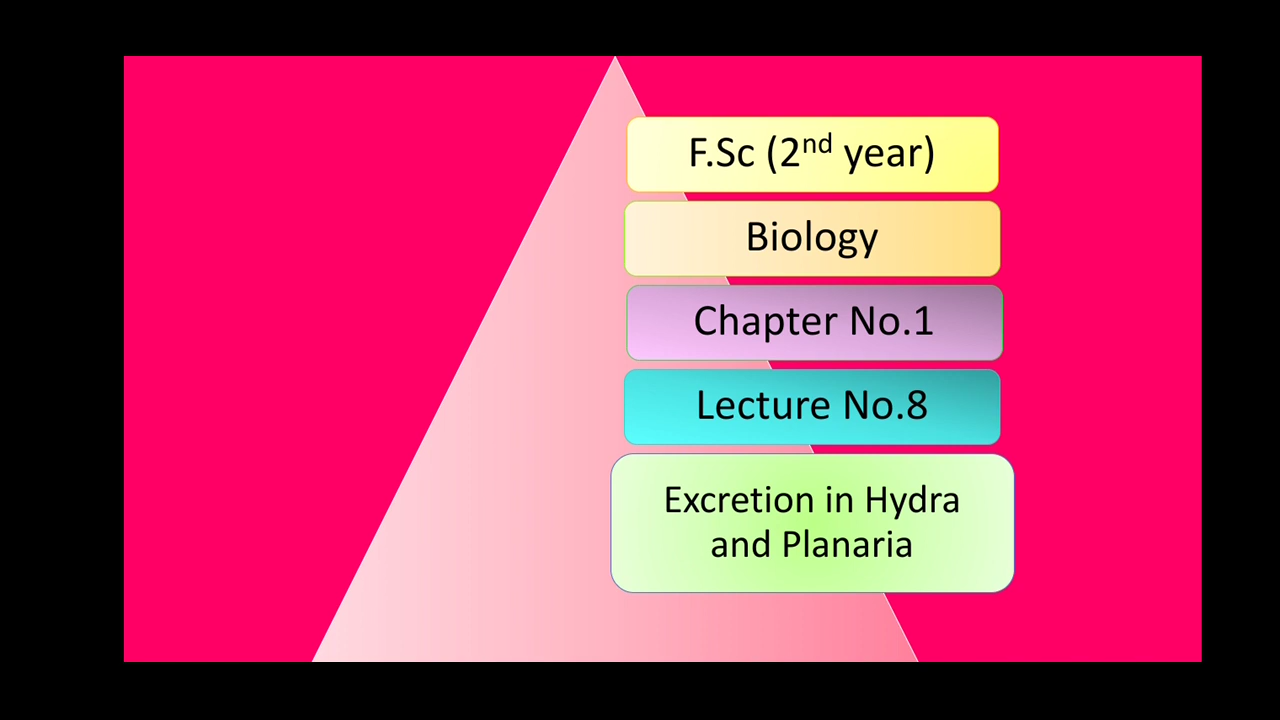 F.Sc (2nd year)
Biology
Chapter No.1
Lecture No.8
Excretion in Hydra
and Planaria